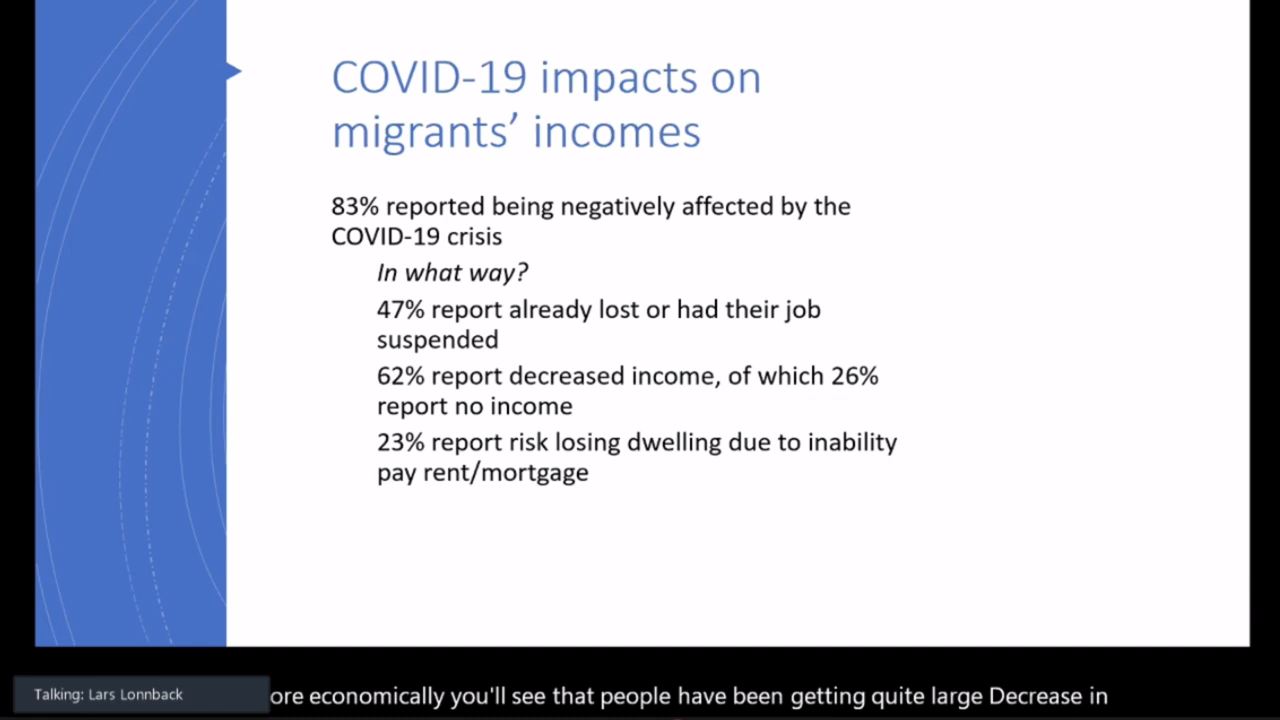 COVID-19 impacts on
migrants’ incomes
83% reported being negatively affected by the
COVID-19 crisis
In what way?
47% report already lost or had their job
suspended
62% report decreased income, of which 26%
report no income
23% report risk losing dwelling due to inability
pay rent/mortgage
Talking: Lars Lonnback
ore economically you'll see that people have been getting quite large Decrease in